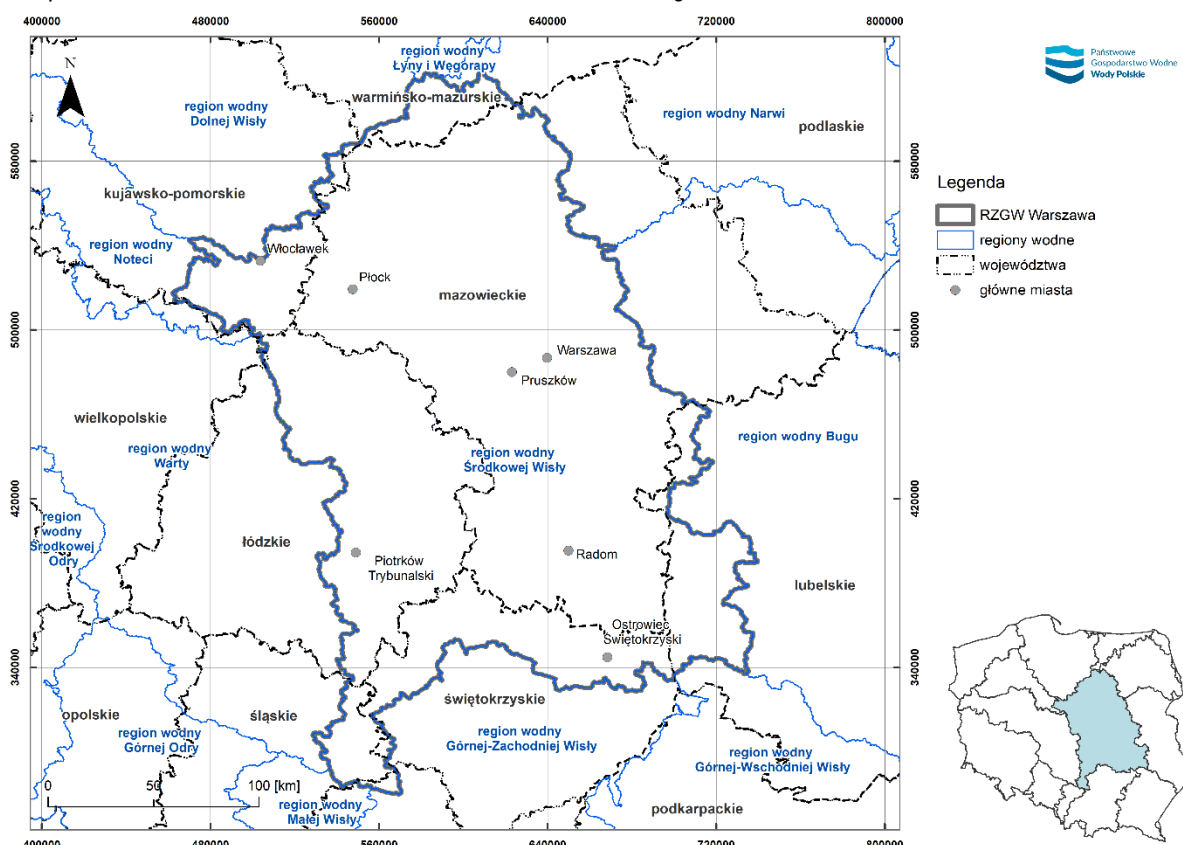 400000
480000
560000
640000
720000
800000
N
region wodny
Łyny i Węgorapy
warmińsko-mazurskie
region wodny
Dolnej Wisły
region wodny Narwi
podlaskie
Państwowe
Gospodarstwo Wodne
Wody Polskie
580000
580000
kujawsko-pomorskie
Legenda
RZGW Warszawa
regiony wodne
województwa
główne miasta
region wodny
Noteci
Włocławek
Płock
mazowieckie
500000
500000
Warszawa
Pruszków
wielkopolskie
region wodny
Warty
region wodny
Środkowej Wisły
region wodny Bugu
420000
420000
region
wodny
Środkowej
Odry
łódzkie
Piotrków
Trybunalski
Radom
lubelskie
Ostrowiec
Świętokrzyski
340000
340000
opolskie
śląskie
świętokrzyskie
region wodny
Górnej Odry
region wodny
Górnej-Zachodniej Wisły
region wodny
Górnej-Wschodniej Wisły
0 50 100 [km]
region wodny
Małej Wisły
podkarpackie
400000
480000
560000
640000
720000
800000